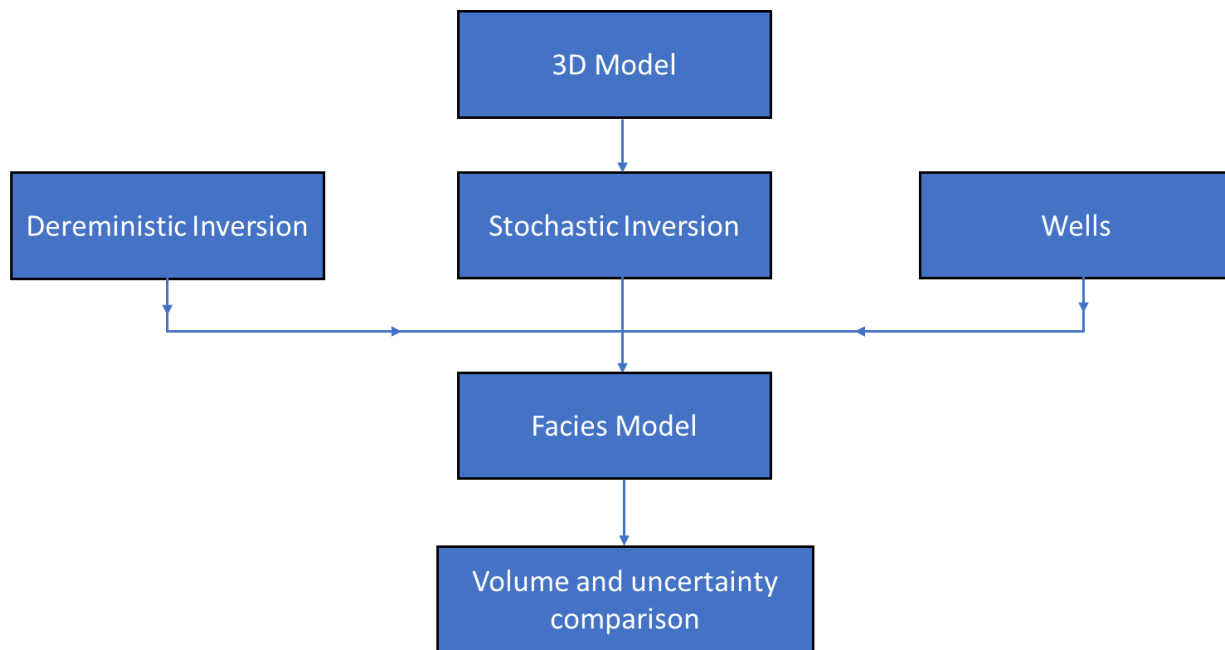 3D Model
Dereministic Inversion
Stochastic Inversion
Wells
Facies Model
Volume and uncertainty
comparison